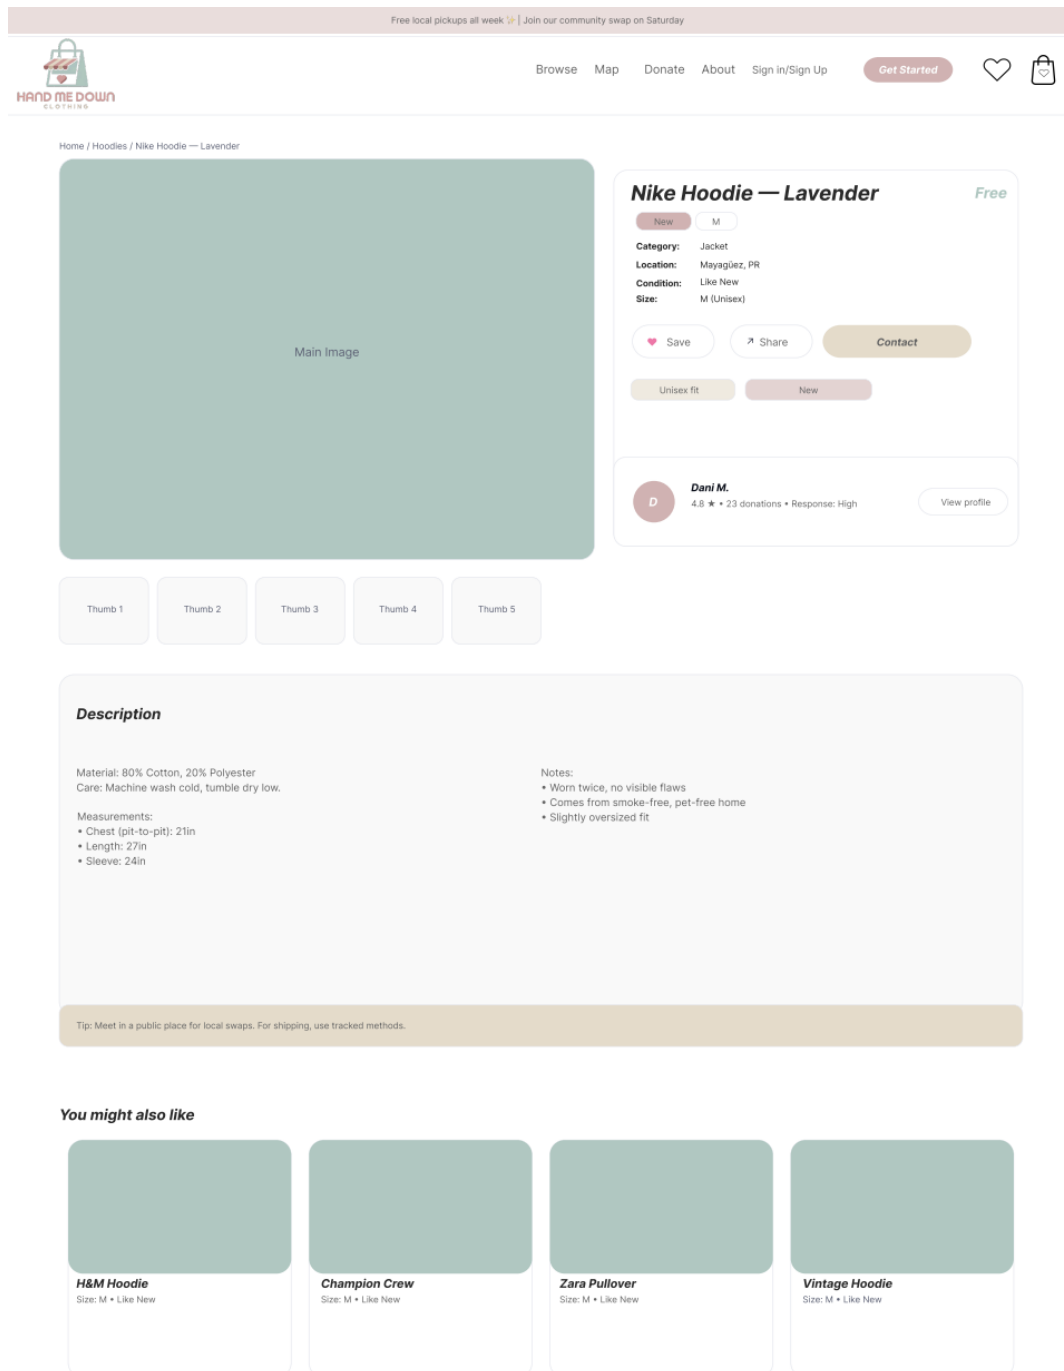 Free local pickups all week ✨ | Join our community swap on Saturday
HAND ME DOWN
CLOTHING
Browse Map Donate About Sign in/Sign Up Get Started
Home / Hoodies / Nike Hoodie — Lavender
Main Image
Nike Hoodie — Lavender Free
New M
Category: Jacket
Location: Mayagüez, PR
Condition: Like New
Size: M (Unisex)
Save ↗ Share Contact
Unisex fit New
D
Dani M.
4.8 ★ • 23 donations • Response: High
View profile
Thumb 1 Thumb 2 Thumb 3 Thumb 4 Thumb 5
Description
Material: 80% Cotton, 20% Polyester
Care: Machine wash cold, tumble dry low.
Measurements:
• Chest (pit-to-pit): 21in
• Length: 27in
• Sleeve: 24in
Notes:
• Worn twice, no visible flaws
• Comes from smoke-free, pet-free home
• Slightly oversized fit
Tip: Meet in a public place for local swaps. For shipping, use tracked methods.
You might also like
H&M Hoodie
Size: M • Like New
Champion Crew
Size: M • Like New
Zara Pullover
Size: M • Like New
Vintage Hoodie
Size: M • Like New